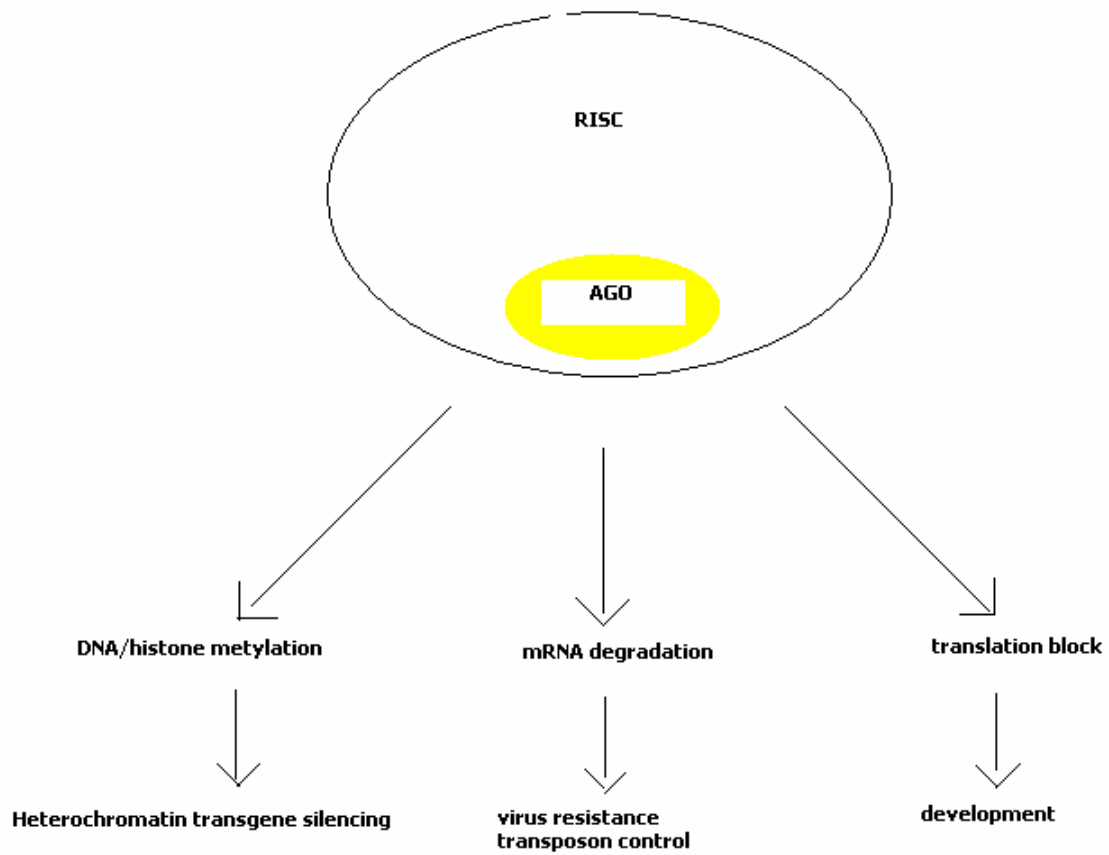 RISC
AGO
DNA/histone metylation
mRNA degradation
translation block
Heterochromatin transgene silencing
virus resistance
transposon control
development